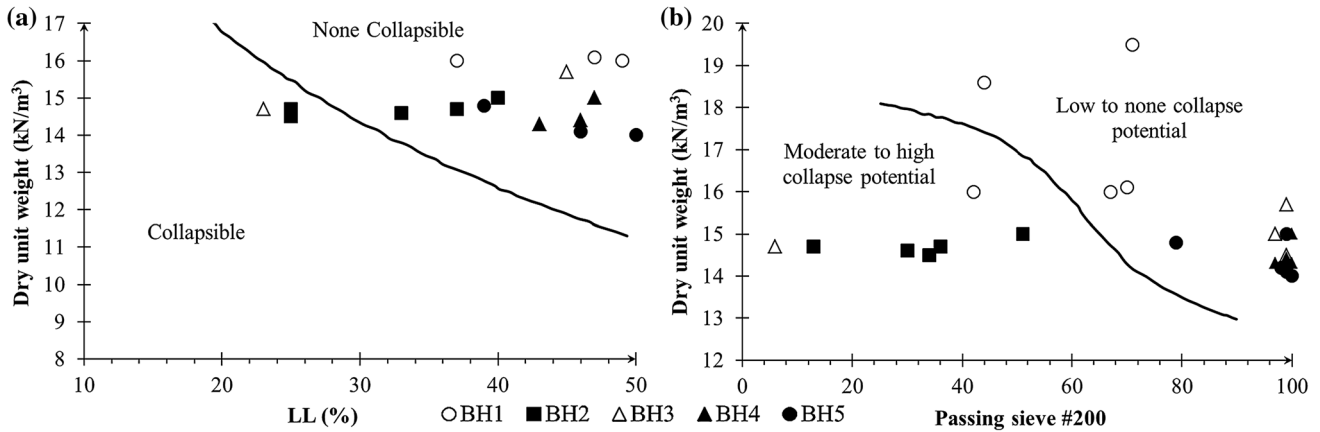 (a)
17
16
15
14
13
12
11
10
9
8
Dry unit weight (kN/m³)
None Collapsible
Collapsible
10 20 30 40 50
LL (%)
(b)
20
19
18
17
16
15
14
13
12
Dry unit weight (kN/m³)
Low to none collapse
potential
Moderate to high
collapse potential
0 20 40 60 80 100
Passing sieve #200
BH1 BH2 BH3 BH4 BH5